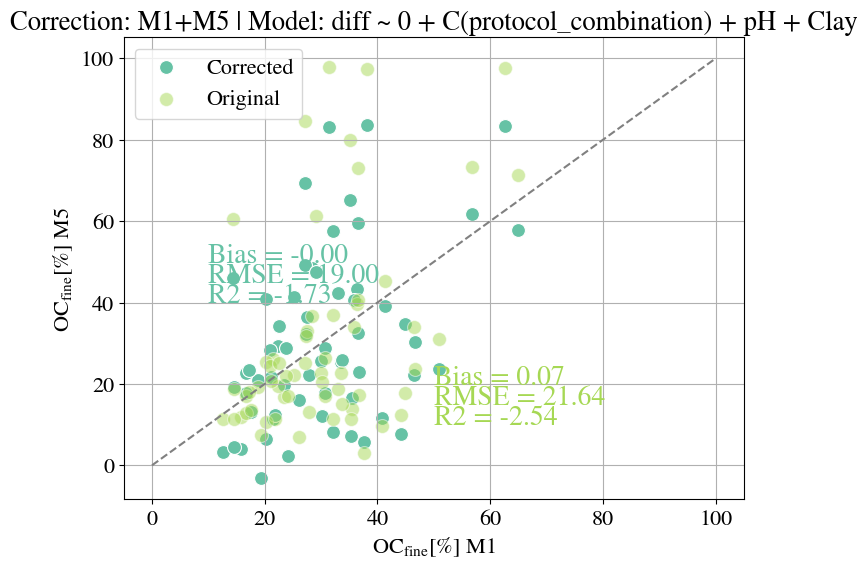 Correction: M1+M5 | Model: diff ~ 0 + C(protocol_combination) + pH + Clay
Corrected
Original
100
80
60
40
20
0
OCfine[%] M5
Bias = -0.00
RMSE = 19.00
R2 = -1.73
Bias = 0.07
RMSE = 21.64
R2 = -2.54
0 20 40 60 80 100
OCfine[%] M1